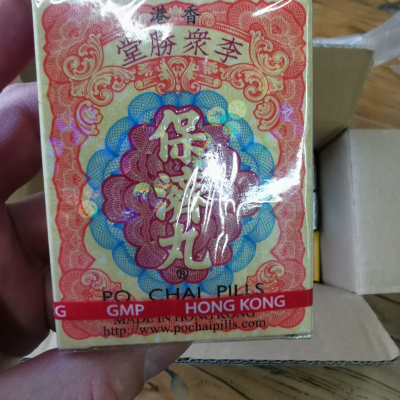 香港
李衆勝堂
保濟丸
®
PO CHAI PILLS
G GMP HONG KONG
MADE IN HONG KONG
http://www.pochaipills.com